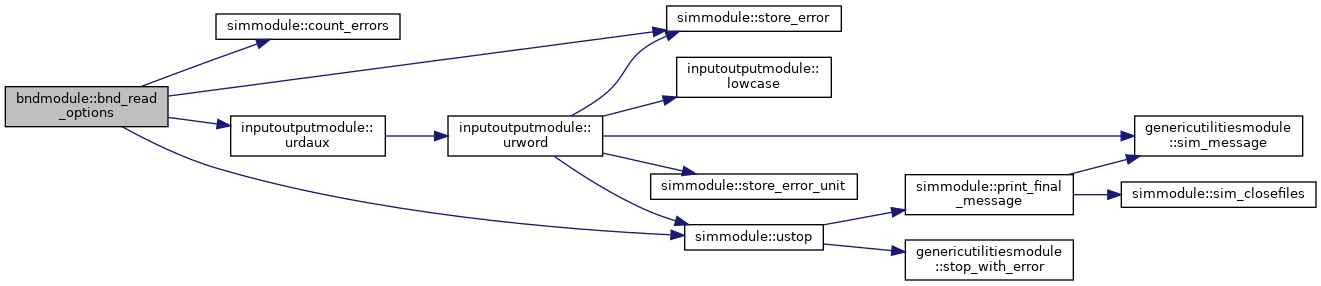 bndmodule::bnd_read
_options
simmodule::count_errors
inputoutputmodule::
urdaux
inputoutputmodule::
urword
simmodule::store_error
inputoutputmodule::
lowcase
simmodule::store_error_unit
simmodule::ustop
simmodule::print_final
_message
genericutilitiesmodule
::stop_with_error
genericutilitiesmodule
::sim_message
simmodule::sim_closefiles